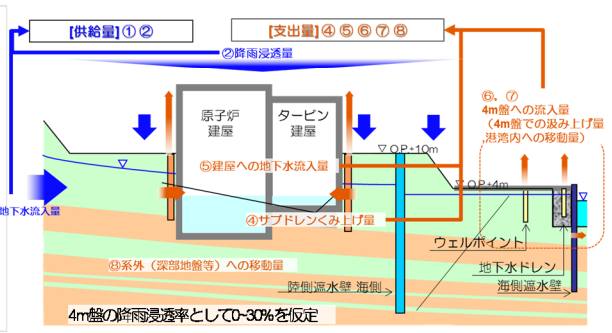 [供給量]①②
[支出量]④⑤⑥⑦⑧
②降雨浸透量
原子炉
建屋
タービン
建屋
⑥，⑦
4m盤への流入量
（4m盤での汲み上げ量
,港湾内への移動量）
▽O.P.+10m
⑤建屋への地下水流入量
▽O.P.+4m
地下水流入量
④サブドレンくみ上げ量
ウェルポイント
⑧系外（深部地盤等）への移動量
地下水ドレン
陸側遮水壁 海側
海側遮水壁
4m盤の降雨浸透率として0~30%を仮定